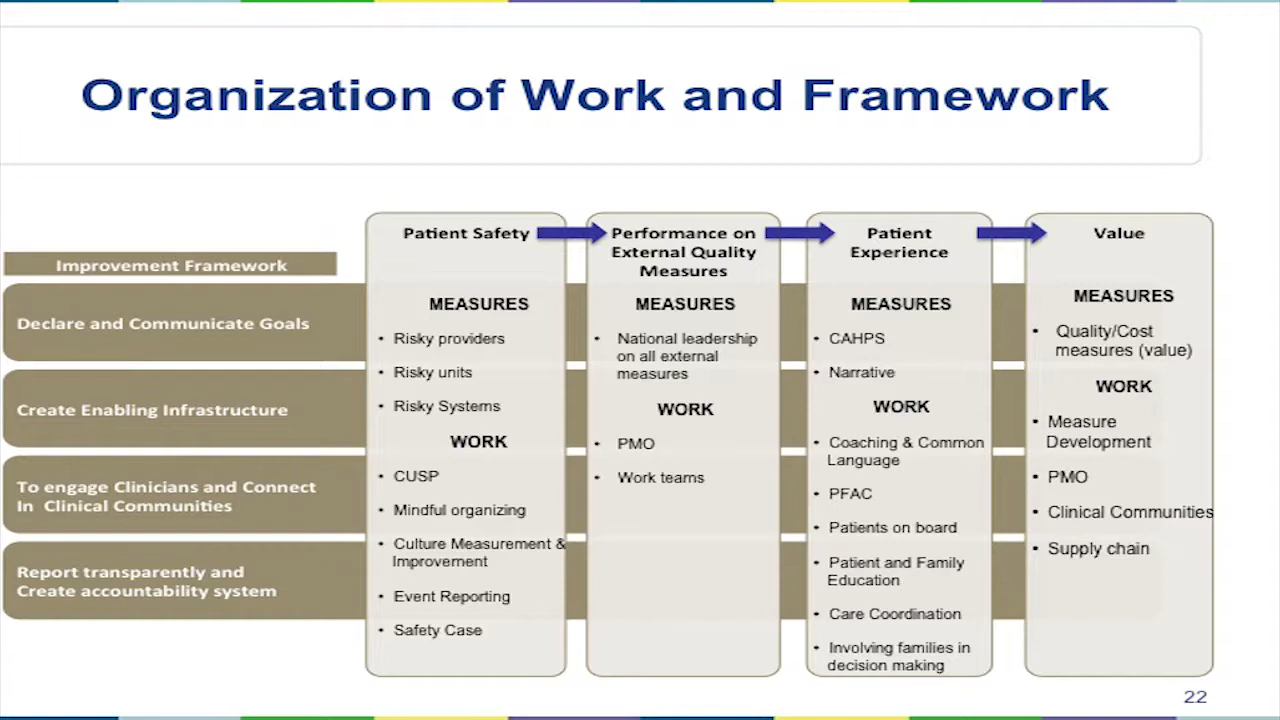 Organization of Work and Framework
Improvement Framework
Declare and Communicate Goals
Create Enabling Infrastructure
To engage Clinicians and Connect
In Clinical Communities
Report transparently and
Create accountability system
Patient Safety
MEASURES
• Risky providers
• Risky units
• Risky Systems
WORK
• CUSP
• Mindful organizing
• Culture Measurement &
Improvement
• Event Reporting
• Safety Case
Performance on
External Quality
Measures
MEASURES
• National leadership
on all external
measures
WORK
• PMO
• Work teams
Patient
Experience
MEASURES
• CAHPS
• Narrative
WORK
• Coaching & Common
Language
• PFAC
• Patients on board
• Patient and Family
Education
• Care Coordination
• Involving families in
decision making
Value
MEASURES
• Quality/Cost
measures (value)
WORK
• Measure
Development
• PMO
• Clinical Communities
• Supply chain
22